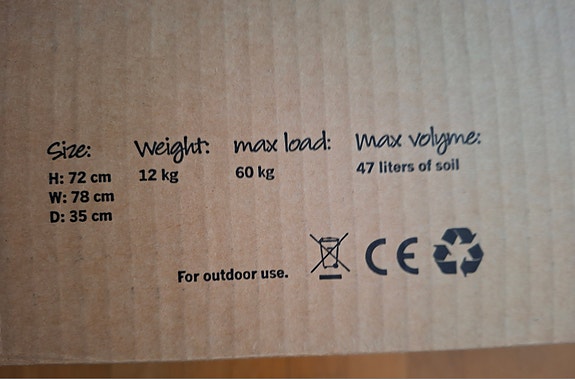 Size:
H: 72 cm
W: 78 cm
D: 35 cm
Weight:
12 kg
max load:
60 kg
max volyme:
47 liters of soil
For outdoor use.
CE